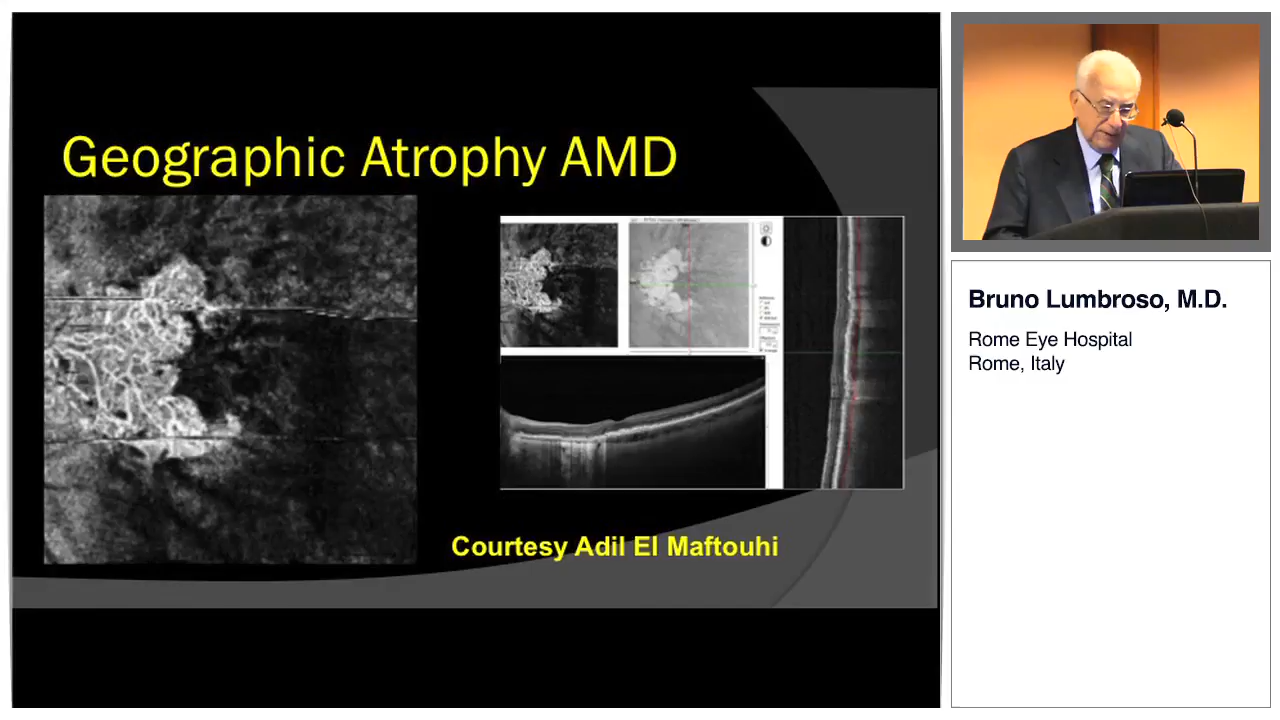 Geographic Atrophy AMD
Courtesy Adil El Maftouhi
Bruno Lumbroso, M.D.
Rome Eye Hospital
Rome, Italy